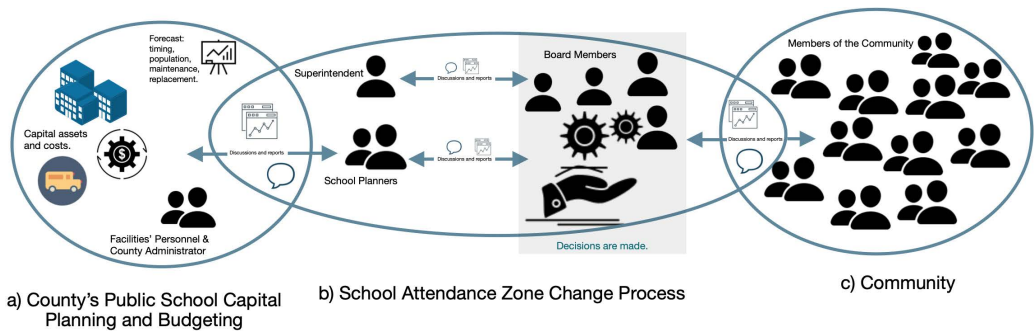 Forecast:
timing,
population,
maintenance,
replacement.
Capital assets
and costs.
$
Facilities' Personnel &
County Administrator
Discussions and reports
Superintendent
School Planners
Discussions and reports
Discussions and reports
Board Members
Decisions are made.
Discussions and reports
Members of the Community
a) County's Public School Capital
Planning and Budgeting
b) School Attendance Zone Change Process
c) Community